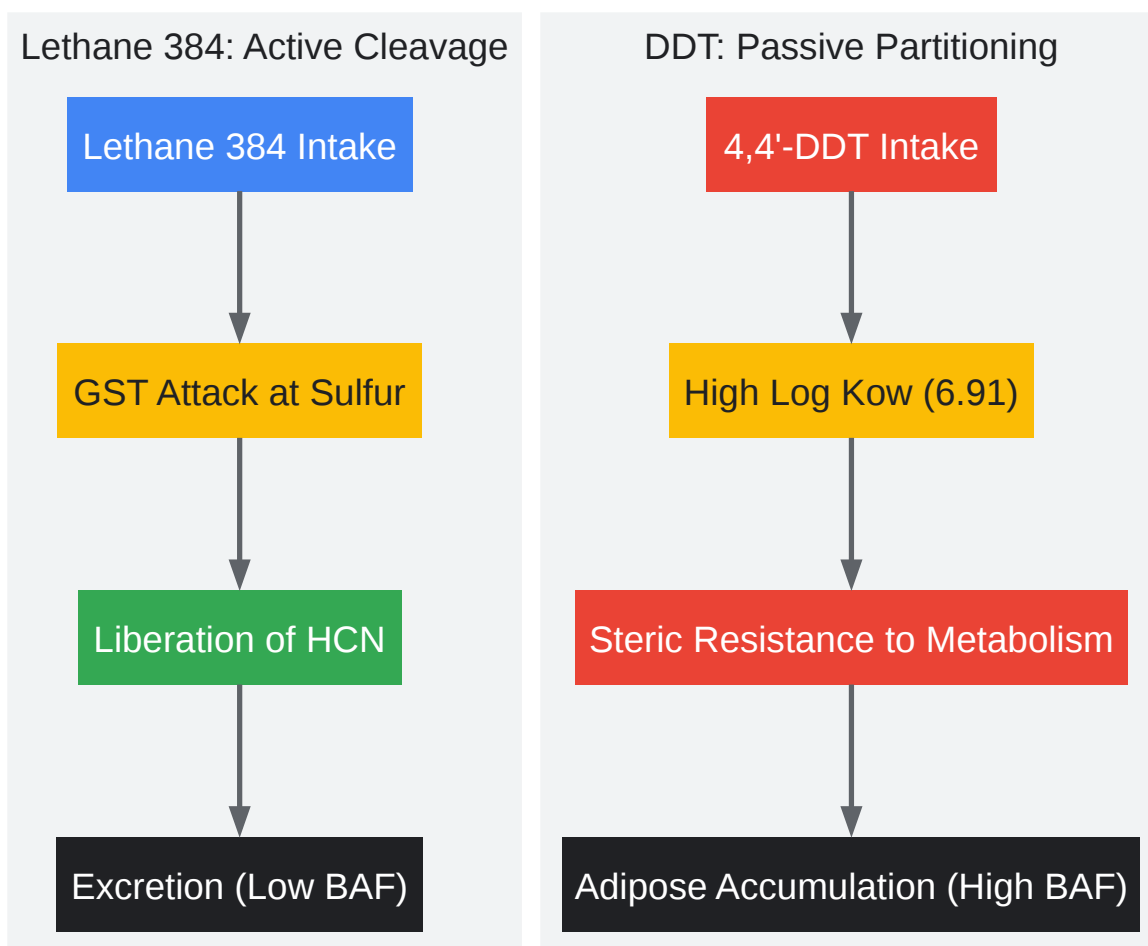 Lethane 384: Active Cleavage
Lethane 384 Intake
GST Attack at Sulfur
Liberation of HCN
Excretion (Low BAF)
DDT: Passive Partitioning
4,4'-DDT Intake
High Log Kow (6.91)
Steric Resistance to Metabolism
Adipose Accumulation (High BAF)